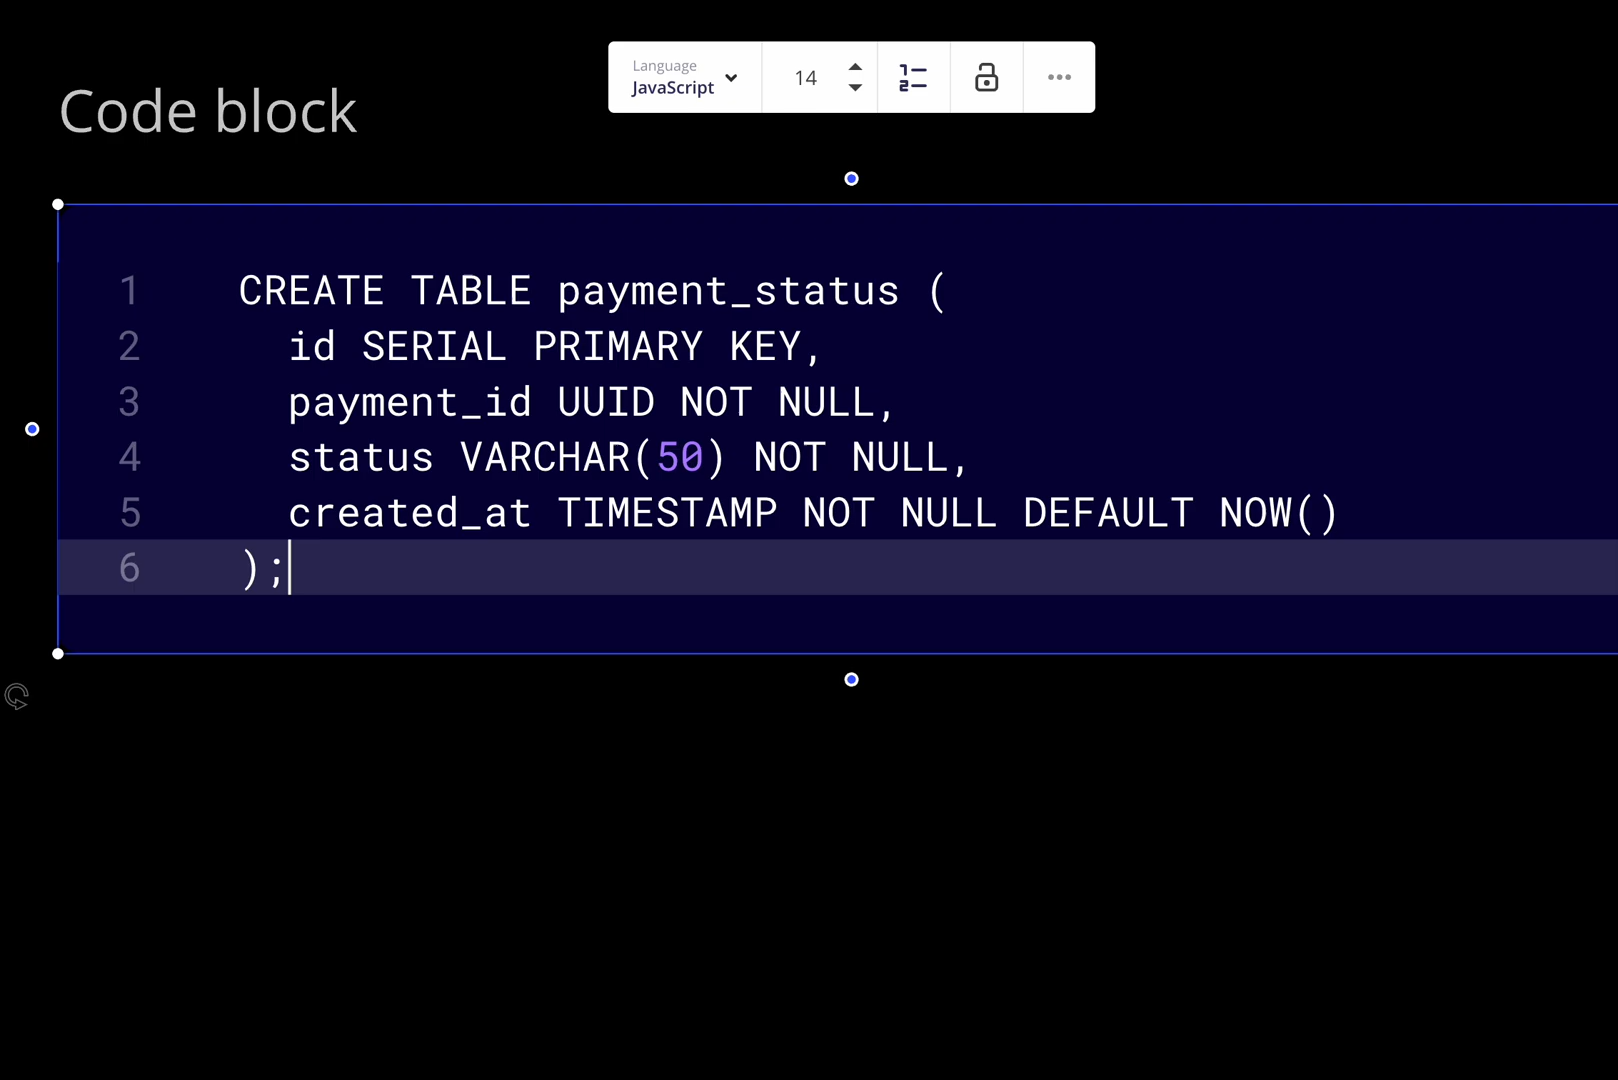 Language
JavaScript
14
Code block
1 CREATE TABLE payment_status (
2   id SERIAL PRIMARY KEY,
3   payment_id UUID NOT NULL,
4   status VARCHAR(50) NOT NULL,
5   created_at TIMESTAMP NOT NULL DEFAULT NOW()
6 );